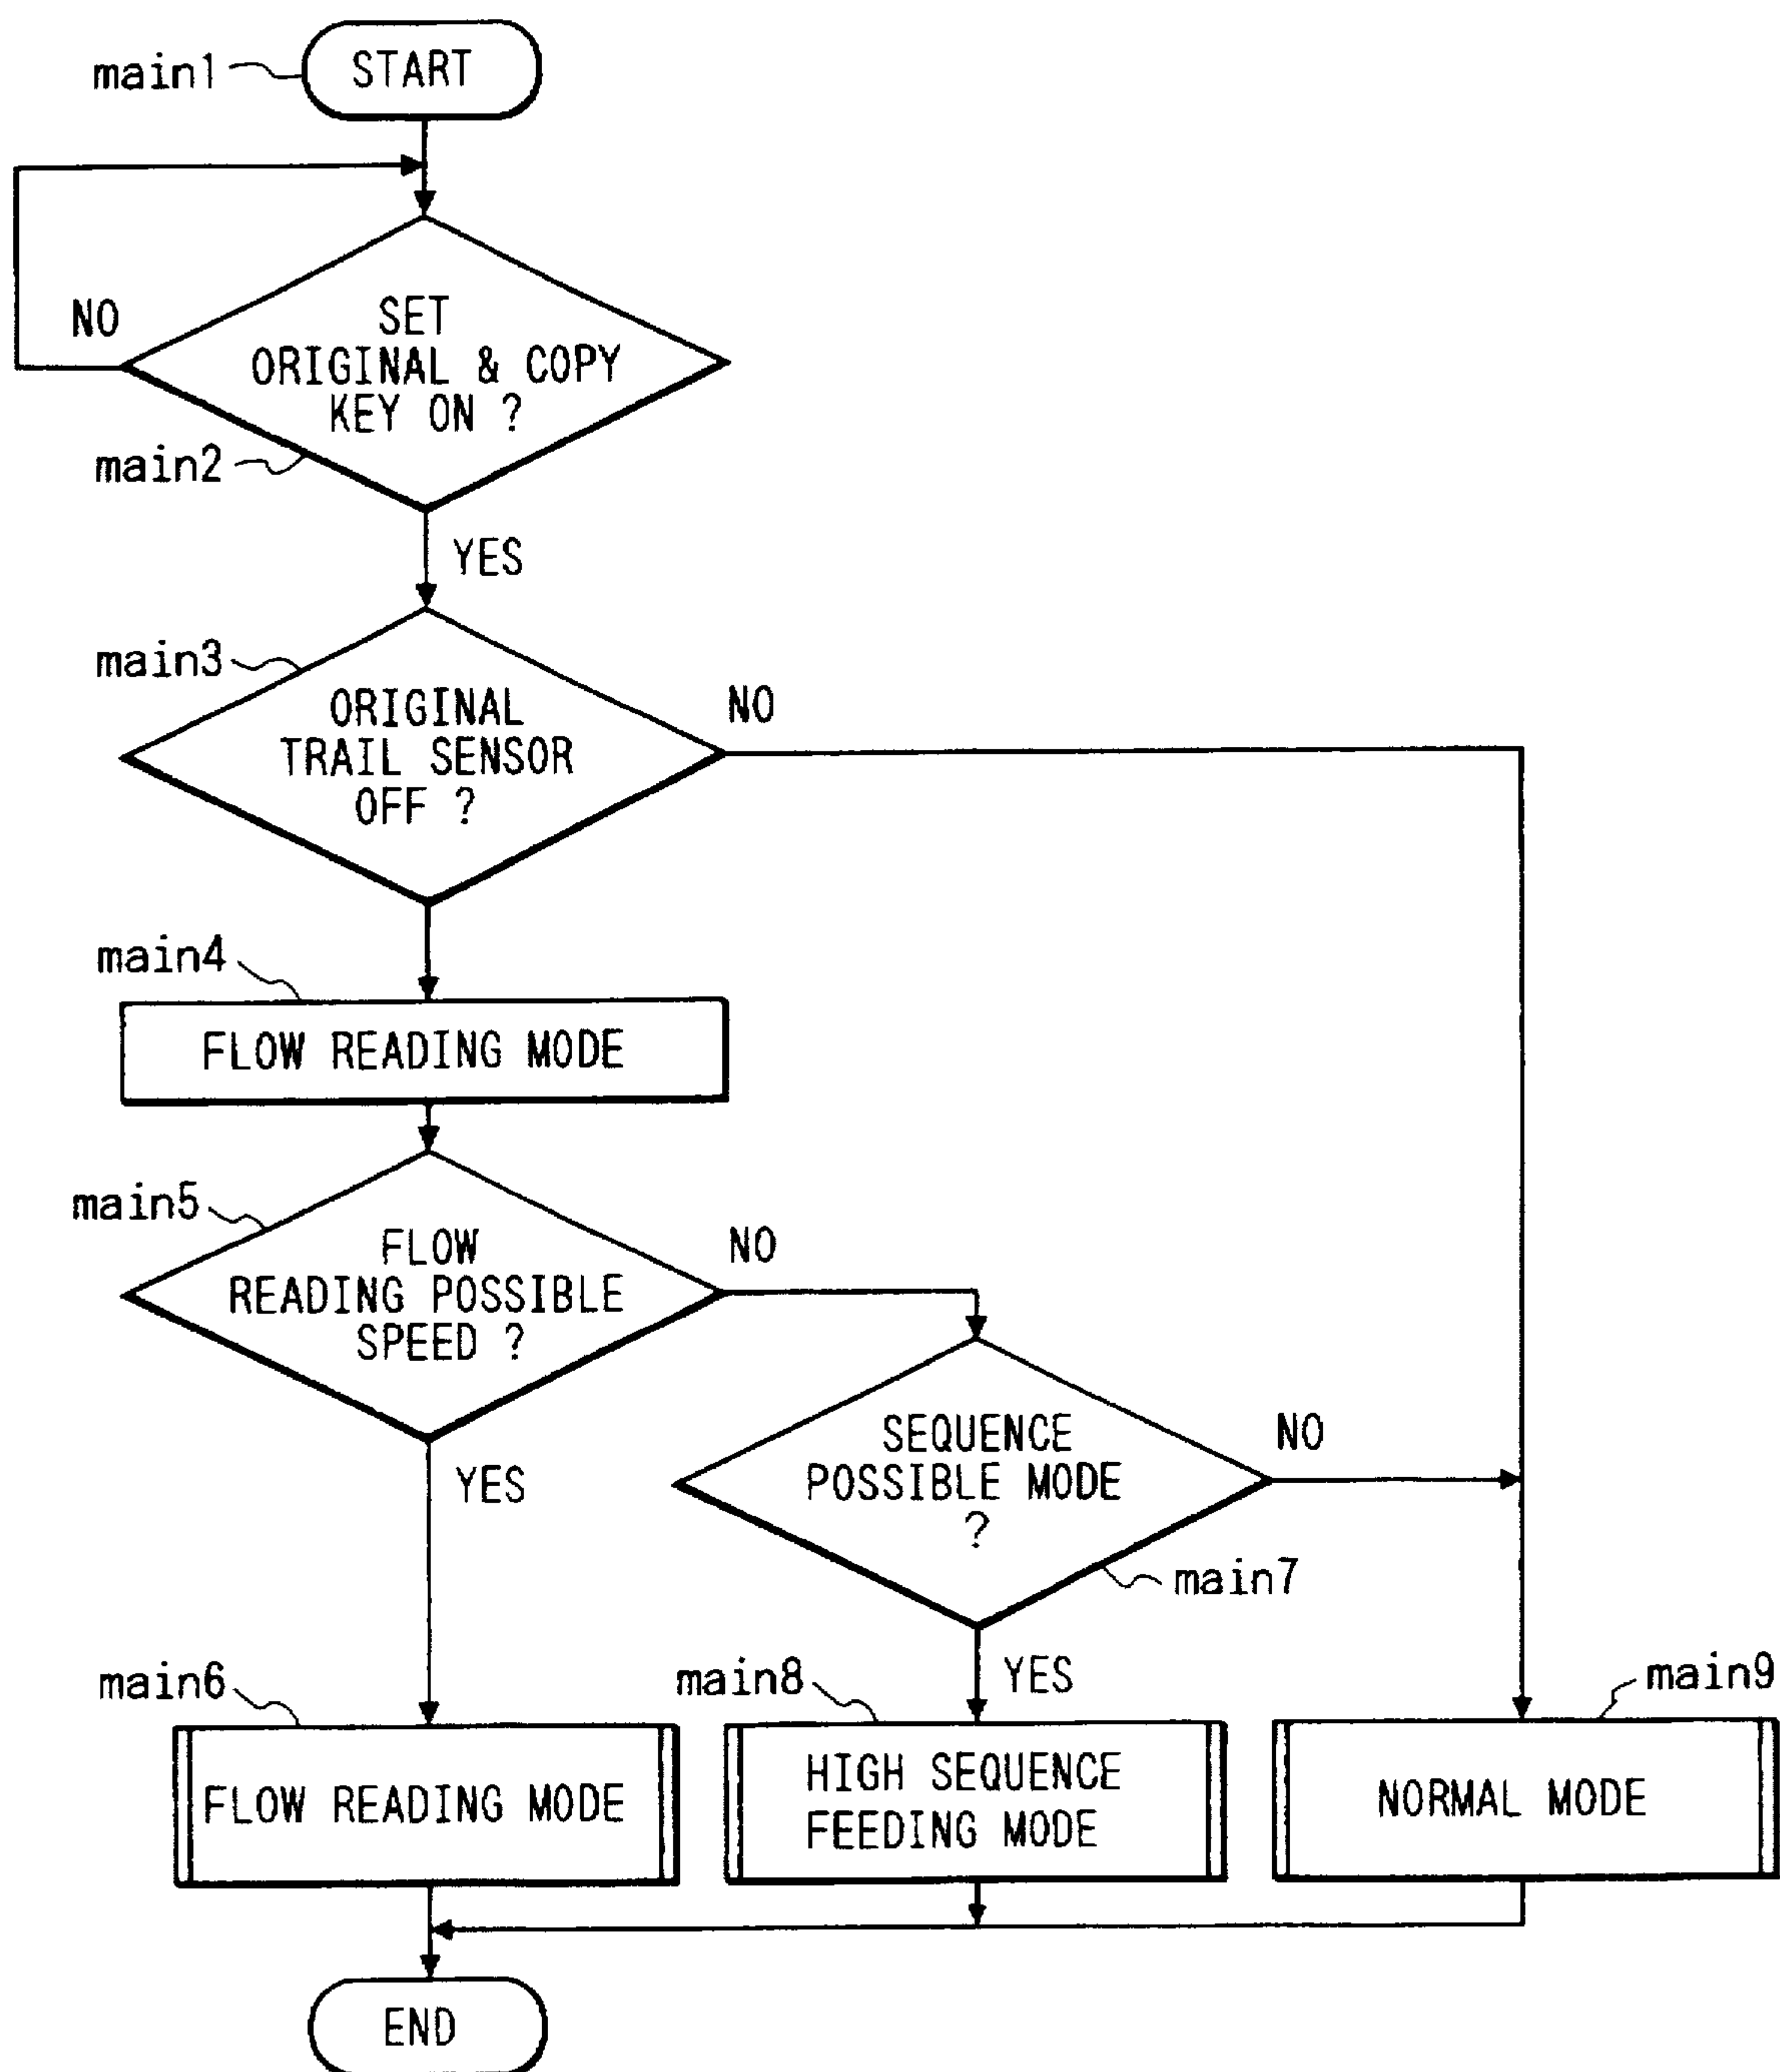 main1
START
NO
SET
ORIGINAL & COPY
KEY ON ?
main2
YES
main3
ORIGINAL
TRAIL SENSOR
OFF ?
NO
main4
FLOW READING MODE
main5
FLOW
READING POSSIBLE
SPEED ?
NO
YES
SEQUENCE
POSSIBLE MODE
?
NO
main7
main6
FLOW READING MODE
main8
YES
HIGH SEQUENCE
FEEDING MODE
main9
NORMAL MODE
END